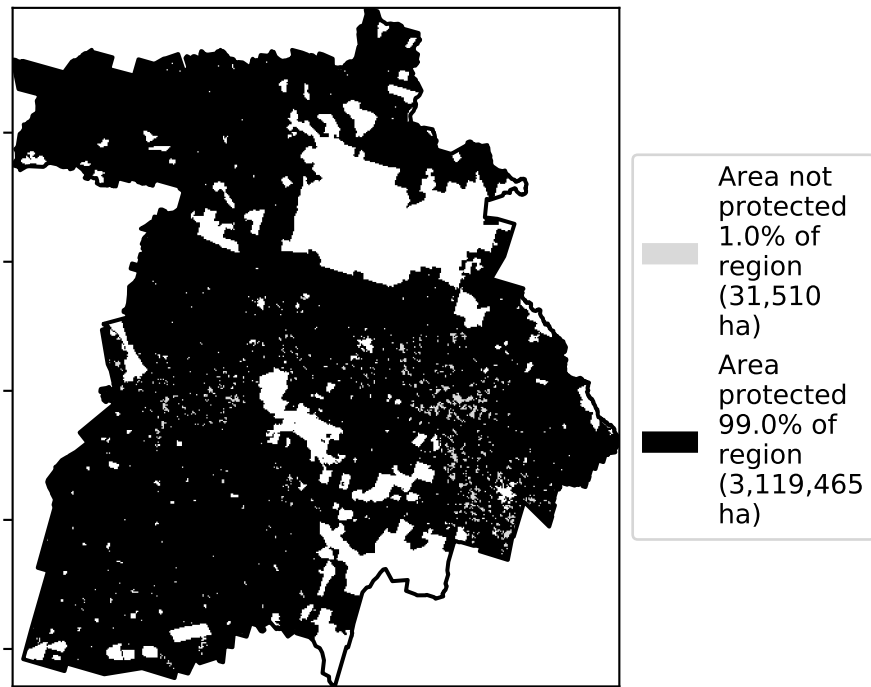 Area not
protected
1.0% of
region
(31,510
ha)
Area
protected
99.0% of
region
(3,119,465
ha)